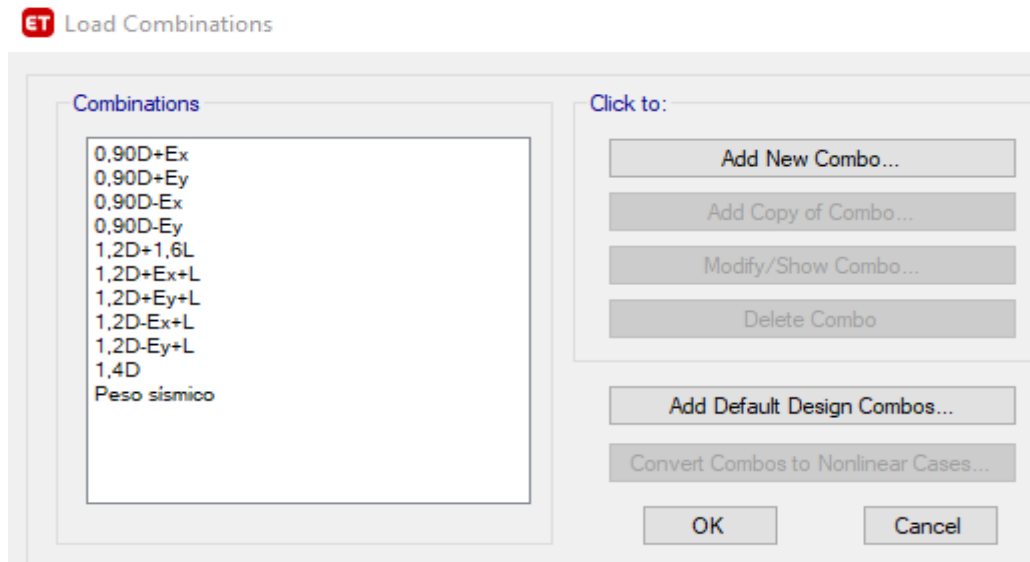 ET Load Combinations
Combinations
0,90D+Ex
0,90D+Ey
0,90D-Ex
0,90D-Ey
1,2D+1,6L
1,2D+Ex+L
1,2D+Ey+L
1,2D-Ex+L
1,2D-Ey+L
1,4D
Peso sísmico
Click to:
Add New Combo...
Add Copy of Combo...
Modify/Show Combo...
Delete Combo
Add Default Design Combos...
Convert Combos to Nonlinear Cases...
OK Cancel